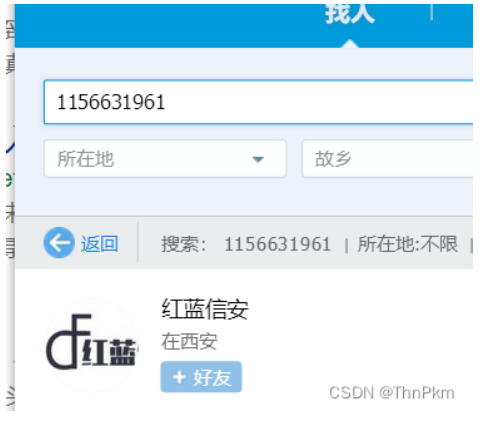 找人
1156631961
所在地
故乡
返回
搜索: 1156631961 | 所在地:不限 |
红蓝信安
在西安
+ 好友
红蓝
CSDN @ThnPkm